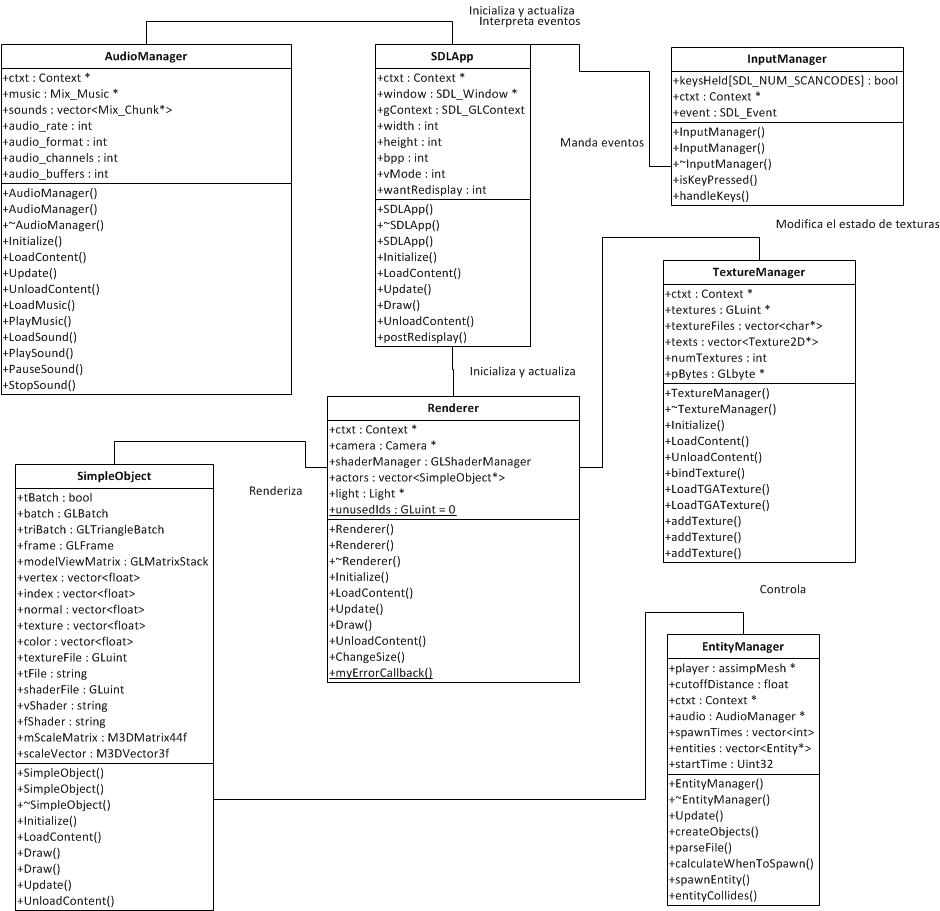 Inicializa y actualiza
Interpreta eventos
AudioManager
+ctxt : Context *
+music : Mix_Music *
+sounds : vector<Mix_Chunk*>
+audio_rate : int
+audio_format : int
+audio_channels : int
+audio_buffers : int
+AudioManager()
+AudioManager()
+~AudioManager()
+Initialize()
+LoadContent()
+Update()
+UnloadContent()
+LoadMusic()
+PlayMusic()
+LoadSound()
+PlaySound()
+PauseSound()
+StopSound()
SDLApp
+ctxt : Context *
+window : SDL_Window *
+gContext : SDL_GLContext
+width : int
+height : int
+bpp : int
+vMode : int
+wantRedisplay : int
+SDLApp()
+~SDLApp()
+SDLApp()
+Initialize()
+LoadContent()
+Update()
+Draw()
+UnloadContent()
+postRedisplay()
InputManager
+keysHeld[SDL_NUM_SCANCODES] : bool
+ctxt : Context *
+event : SDL_Event
+InputManager()
+InputManager()
+~InputManager()
+isKeyPressed()
+handleKeys()
Manda eventos
Modifica el estado de texturas
TextureManager
+ctxt : Context *
+textures : GLuint *
+textureFiles : vector<char*>
+texts : vector<Texture2D*>
+numTextures : int
+pBytes : GLbyte *
+TextureManager()
+~TextureManager()
+Initialize()
+LoadContent()
+UnloadContent()
+bindTexture()
+LoadTGATexture()
+LoadTGATexture()
+addTexture()
+addTexture()
+addTexture()
Inicializa y actualiza
Renderer
+ctxt : Context *
+camera : Camera *
+shaderManager : GLShaderManager
+actors : vector<SimpleObject*>
+light : Light *
+unusedIds : GLuint = 0
+Renderer()
+Renderer()
+~Renderer()
+Initialize()
+LoadContent()
+Update()
+Draw()
+UnloadContent()
+ChangeSize()
+myErrorCallback()
Renderiza
SimpleObject
+tBatch : bool
+batch : GLBatch
+triBatch : GLTriangleBatch
+frame : GLFrame
+modelViewMatrix : GLMatrixStack
+vertex : vector<float>
+index : vector<float>
+normal : vector<float>
+texture : vector<float>
+color : vector<float>
+textureFile : GLuint
+tFile : string
+shaderFile : GLuint
+vShader : string
+fShader : string
+mScaleMatrix : M3DMatrix44f
+scaleVector : M3DVector3f
+SimpleObject()
+SimpleObject()
+~SimpleObject()
+Initialize()
+LoadContent()
+Draw()
+Draw()
+Update()
+UnloadContent()
Controla
EntityManager
+player : assimpMesh *
+cutoffDistance : float
+ctxt : Context *
+audio : AudioManager *
+spawnTimes : vector<int>
+entities : vector<Entity*>
+startTime : Uint32
+EntityManager()
+~EntityManager()
+Update()
+createObjects()
+parseFile()
+calculateWhenToSpawn()
+spawnEntity()
+entityCollides()